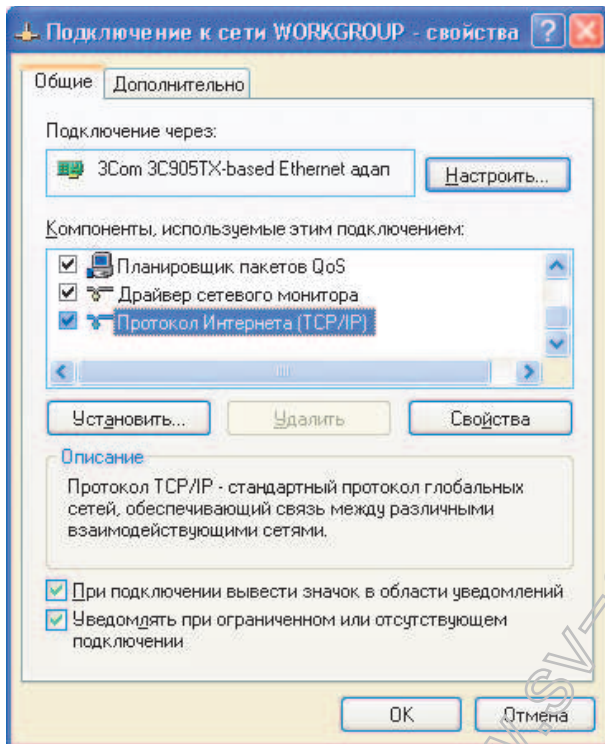 Подключение к сети WORKGROUP - свойства
Общие
Дополнительно
Подключение через:
3Com 3C905TX-based Ethernet адап
Настроить...
Компоненты, используемые этим подключением:
Планировщик пакетов QoS
Драйвер сетевого монитора
Протокол Интернета (TCP/IP)
Установить...
Удалить
Свойства
Описание
Протокол TCP/IP - стандартный протокол глобальных
сетей, обеспечивающий связь между различными
взаимодействующими сетями.
При подключении вывести значок в области уведомлений
Уведомлять при ограниченном или отсутствующем
подключении
OK
Отмена